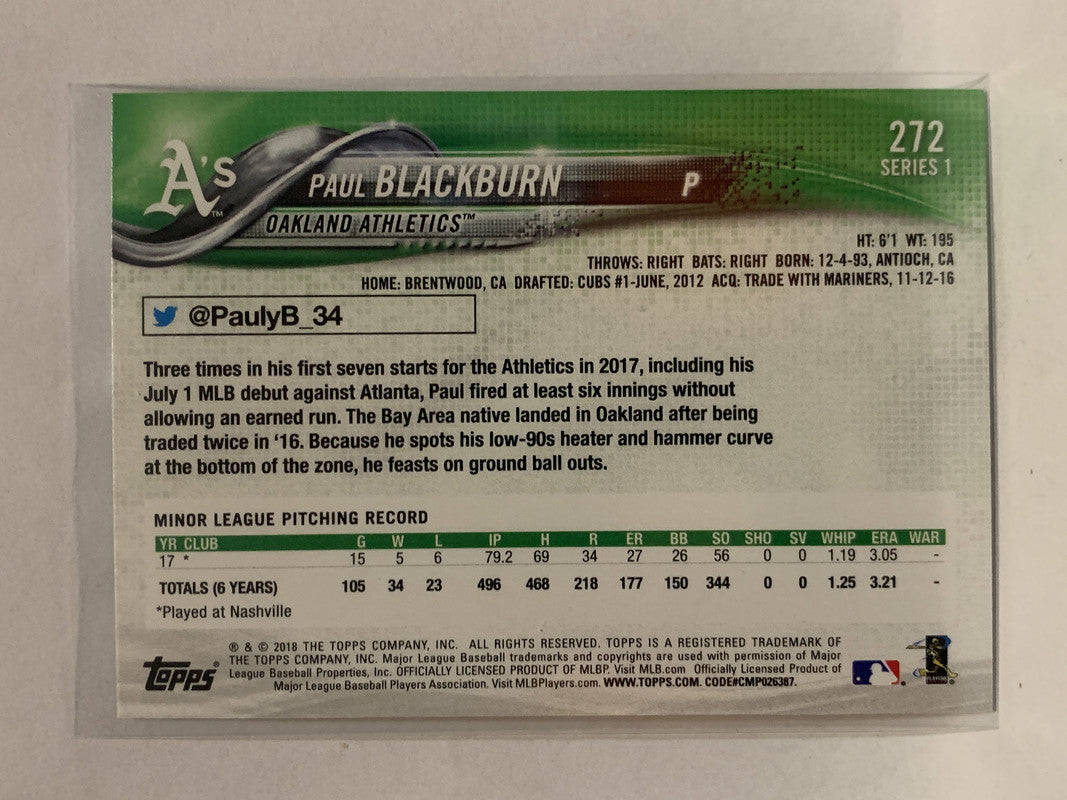 A's™
272
SERIES 1
PAUL BLACKBURN P
OAKLAND ATHLETICS™
HT: 6'1 WT: 195
THROWS: RIGHT BATS: RIGHT BORN: 12-4-93, ANTIOCH, CA
HOME: BRENTWOOD, CA DRAFTED: CUBS #1-JUNE, 2012 ACQ: TRADE WITH MARINERS, 11-12-16
@PaulyB_34
Three times in his first seven starts for the Athletics in 2017, including his
July 1 MLB debut against Atlanta, Paul fired at least six innings without
allowing an earned run. The Bay Area native landed in Oakland after being
traded twice in '16. Because he spots his low-90s heater and hammer curve
at the bottom of the zone, he feasts on ground ball outs.
MINOR LEAGUE PITCHING RECORD
YR CLUB G W L IP H R ER BB SO SHO SV WHIP ERA WAR
17 * 15 5 6 79.2 69 34 27 26 56 0 0 1.19 3.05 -
TOTALS (6 YEARS) 105 34 23 496 468 218 177 150 344 0 0 1.25 3.21 -
*Played at Nashville
topps®
® & © 2018 THE TOPPS COMPANY, INC. ALL RIGHTS RESERVED. TOPPS IS A REGISTERED TRADEMARK OF
THE TOPPS COMPANY, INC. Major League Baseball trademarks and copyrights are used with permission of Major
League Baseball Properties, Inc. OFFICIALLY LICENSED PRODUCT OF MLBP. Visit MLB.com Officially Licensed Product of
Major League Baseball Players Association. Visit MLBPlayers.com. WWW.TOPPS.COM. CODE#CMP026387.